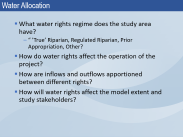 Water Allocation
• What water rights regime does the study area
have?
– "'True' Riparian, Regulated Riparian, Prior
Appropriation, Other?
• How do water rights affect the operation of the
project?
• How are inflows and outflows apportioned
between different rights?
• How will water rights affect the model extent and
study stakeholders?